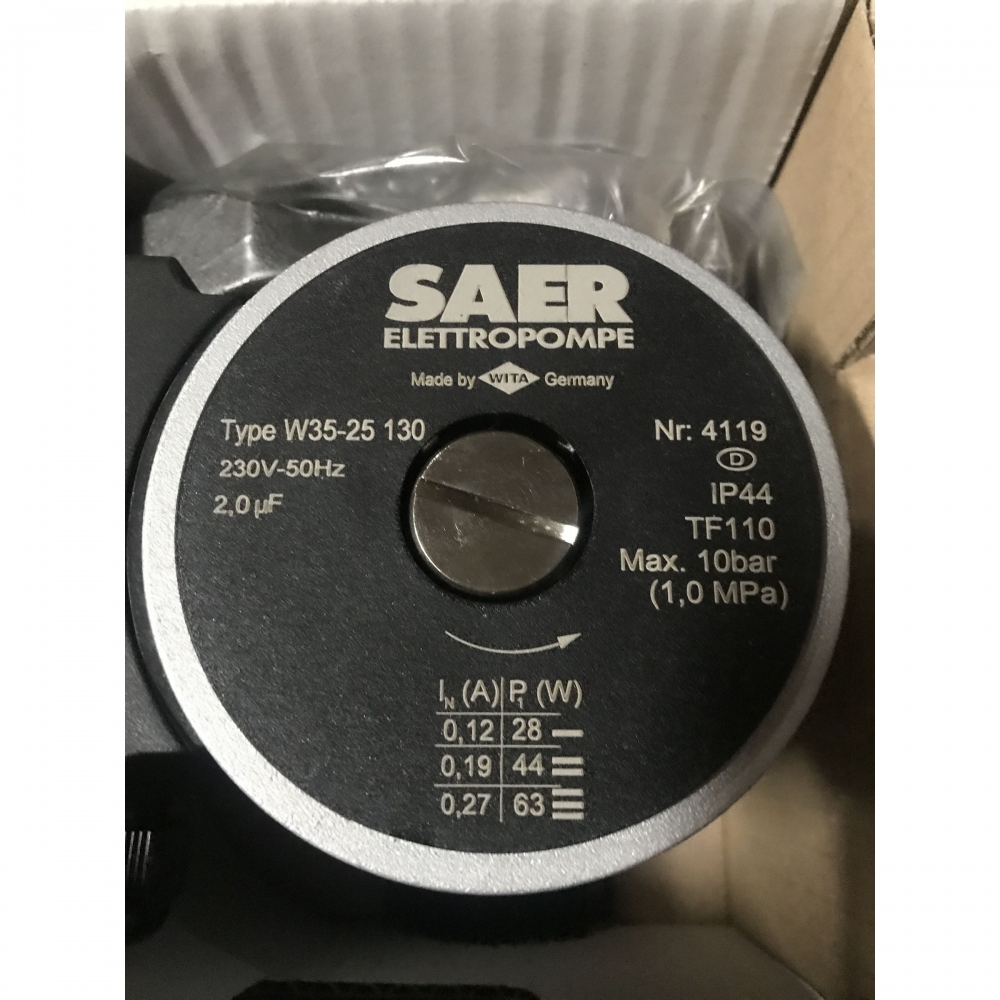 SAER
ELETTROPOMPE
Made by WITA Germany
Type W35-25 130
230V-50Hz
2,0 µF
Nr: 4119
D
IP44
TF110
Max. 10bar
(1,0 MPa)
IN (A) P1 (W)
0,12 28
0,19 44
0,27 63